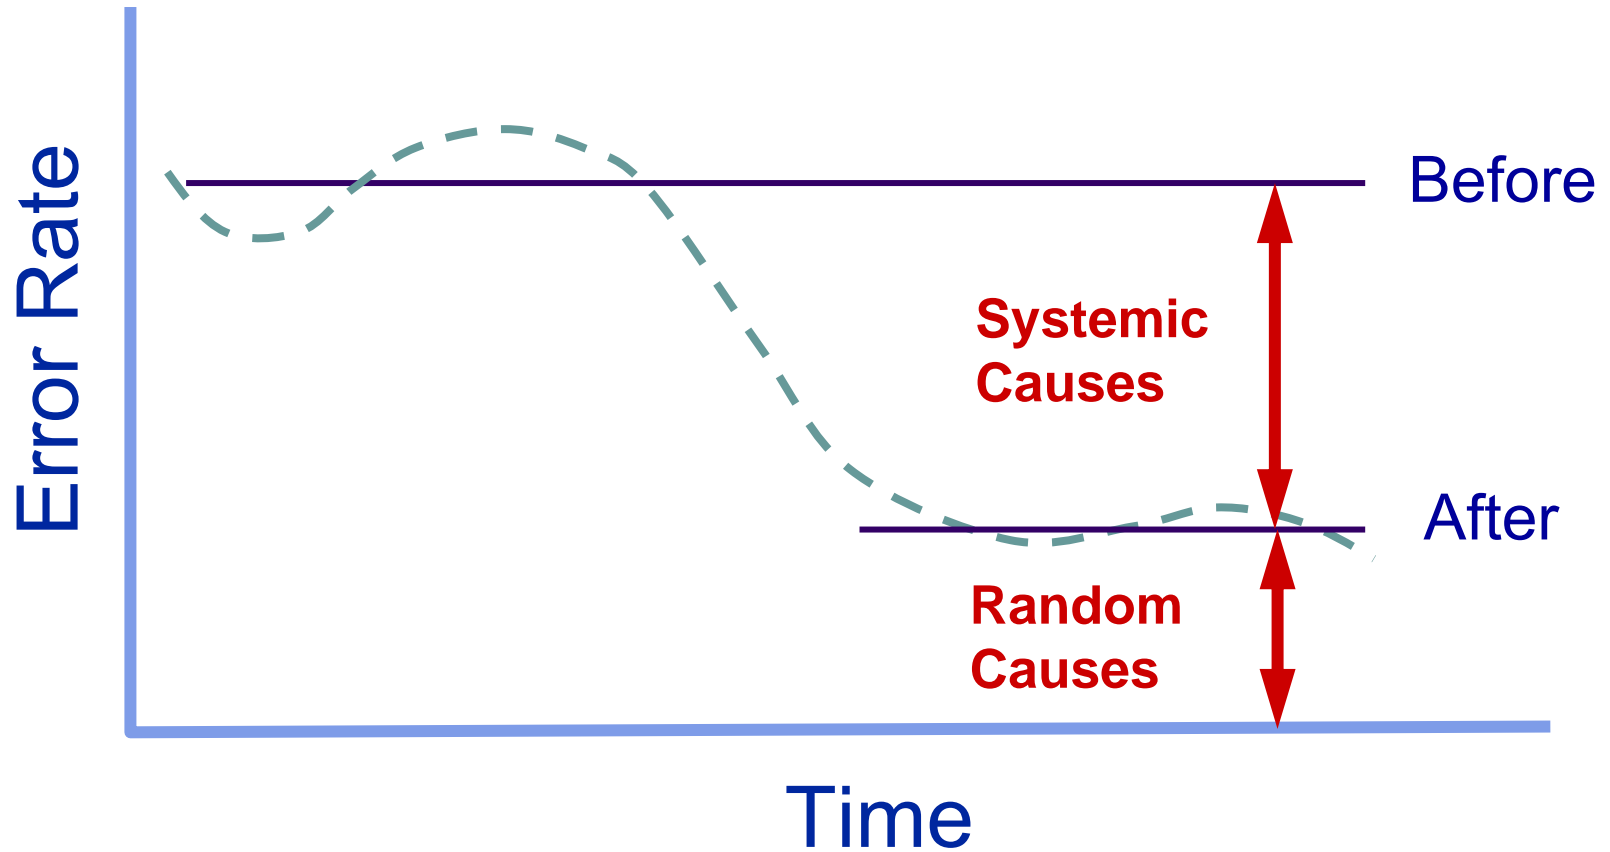 Error Rate
Before
Systemic
Causes
After
Random
Causes
Time